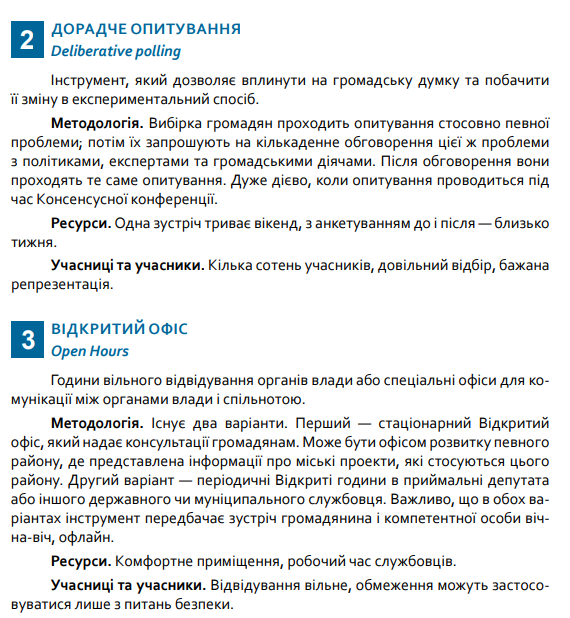 2
ДОРАДЧЕ ОПИТУВАННЯ
Deliberative polling
Інструмент, який дозволяє вплинути на громадську думку та побачити
її зміну в експериментальний спосіб.
Методологія. Вибірка громадян проходить опитування стосовно певної
проблеми; потім їх запрошують на кількаденне обговорення цієї ж проблеми
з політиками, експертами та громадськими діячами. Після обговорення вони
проходять те саме опитування. Дуже дієво, коли опитування проводиться під
час Консенсусної конференції.
Ресурси. Одна зустріч триває вікенд, з анкетуванням до і після — близько
тижня.
Учасниці та учасники. Кілька сотень учасників, довільний відбір, бажана
репрезентація.
3
ВІДКРИТИЙ ОФІС
Open Hours
Години вільного відвідування органів влади або спеціальні офіси для ко-
мунікації між органами влади і спільнотою.
Методологія. Існує два варіанти. Перший — стаціонарний Відкритий
офіс, який надає консультації громадянам. Може бути офісом розвитку певного
району, де представлена інформації про міські проекти, які стосуються цього
району. Другий варіант — періодичні Відкриті години в приймальні депутата
або іншого державного чи муніципального службовця. Важливо, що в обох ва-
ріантах інструмент передбачає зустріч громадянина і компетентної особи віч-
на-віч, офлайн.
Ресурси. Комфортне приміщення, робочий час службовців.
Учасниці та учасники. Відвідування вільне, обмеження можуть застосо-
вуватися лише з питань безпеки.